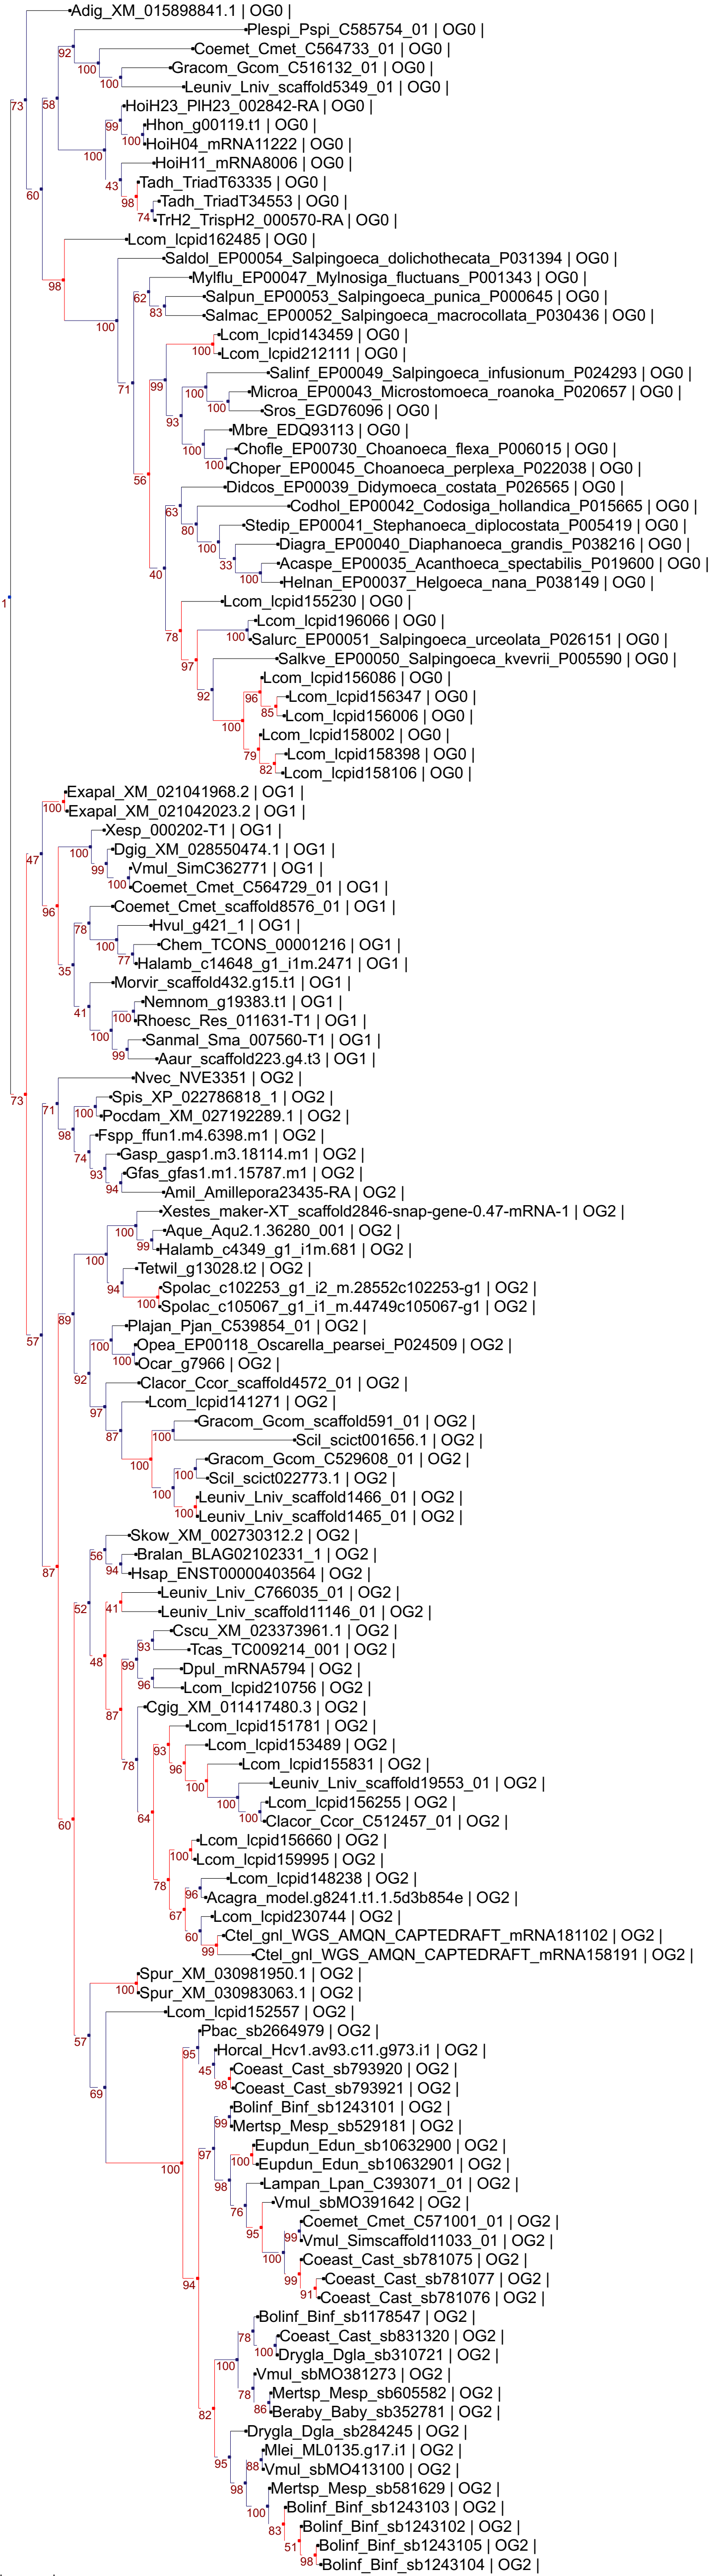 Adig_XM_015898841.1 | OG0 |
Plespi_Pspi_C585754_01 | OG0 |
92
Coemet_Cmet_C564733_01 | OG0 |
100
Gracom_Gcom_C516132_01 | OG0 |
100
Leuniv_Lniv_scaffold5349_01 | OG0 |
73
58
HoiH23_PlH23_002842-RA | OG0 |
99
Hhon_g00119.t1 | OG0 |
100
HoiH04_mRNA11222 | OG0 |
100
HoiH11_mRNA8006 | OG0 |
43
Tadh_TriadT63335 | OG0 |
60
98
Tadh_TriadT34553 | OG0 |
74
TrH2_TrispH2_000570-RA | OG0 |
Lcom_lcpid162485 | OG0 |
Saldol_EP00054_Salpingoeca_dolichothecata_P031394 | OG0 |
98
Mylflu_EP00047_Mylnosiga_fluctuans_P001343 | OG0 |
62
Salpun_EP00053_Salpingoeca_punica_P000645 | OG0 |
83
Salmac_EP00052_Salpingoeca_macrocollata_P030436 | OG0 |
100
Lcom_lcpid143459 | OG0 |
100
Lcom_lcpid212111 | OG0 |
Salinf_EP00049_Salpingoeca_infusionum_P024293 | OG0 |
71
99
100
Microa_EP00043_Microstomoeca_roanoka_P020657 | OG0 |
100
Sros_EGD76096 | OG0 |
93
Mbre_EDQ93113 | OG0 |
100
Chofle_EP00730_Choanoeca_flexa_P006015 | OG0 |
100
Choper_EP00045_Choanoeca_perplexa_P022038 | OG0 |
56
Didcos_EP00039_Didymoeca_costata_P026565 | OG0 |
Codhol_EP00042_Codosiga_hollandica_P015665 | OG0 |
63
80
Stedip_EP00041_Stephanoeca_diplocostata_P005419 | OG0 |
100
Diagra_EP00040_Diaphanoeca_grandis_P038216 | OG0 |
33
Acaspe_EP00035_Acanthoeca_spectabilis_P019600 | OG0 |
40
100
Helnan_EP00037_Helgoeca_nana_P038149 | OG0 |
1
Lcom_lcpid155230 | OG0 |
Lcom_lcpid196066 | OG0 |
78
100
Salurc_EP00051_Salpingoeca_urceolata_P026151 | OG0 |
97
Salkve_EP00050_Salpingoeca_kvevrii_P005590 | OG0 |
Lcom_lcpid156086 | OG0 |
92
96
Lcom_lcpid156347 | OG0 |
85
Lcom_lcpid156006 | OG0 |
100
Lcom_lcpid158002 | OG0 |
79
Lcom_lcpid158398 | OG0 |
82
Lcom_lcpid158106 | OG0 |
Exapal_XM_021041968.2 | OG1 |
100
Exapal_XM_021042023.2 | OG1 |
Xesp_000202-T1 | OG1 |
47
100
Dgig_XM_028550474.1 | OG1 |
99
Vmul_SimC362771 | OG1 |
100
Coemet_Cmet_C564729_01 | OG1 |
96
Coemet_Cmet_scaffold8576_01 | OG1 |
78
Hvul_g421_1 | OG1 |
100
Chem_TCONS_00001216 | OG1 |
77
Halamb_c14648_g1_i1m.2471 | OG1 |
35
Morvir_scaffold432.g15.t1 | OG1 |
Nemnom_g19383.t1 | OG1 |
41
100
Rhoesc_Res_011631-T1 | OG1 |
100
Sanmal_Sma_007560-T1 | OG1 |
99
Aaur_scaffold223.g4.t3 | OG1 |
Nvec_NVE3351 | OG2 |
73
Spis_XP_022786818_1 | OG2 |
71
100
Pocdam_XM_027192289.1 | OG2 |
98
Fspp_ffun1.m4.6398.m1 | OG2 |
74
Gasp_gasp1.m3.18114.m1 | OG2 |
93
Gfas_gfas1.m1.15787.m1 | OG2 |
94
Amil_Amillepora23435-RA | OG2 |
Xestes_maker-XT_scaffold2846-snap-gene-0.47-mRNA-1 | OG2 |
100
Aque_Aqu2.1.36280_001 | OG2 |
99
Halamb_c4349_g1_i1m.681 | OG2 |
100
Tetwil_g13028.t2 | OG2 |
94
Spolac_c102253_g1_i2_m.28552c102253-g1 | OG2 |
100
Spolac_c105067_g1_i1_m.44749c105067-g1 | OG2 |
89
Plajan_Pjan_C539854_01 | OG2 |
57
100
Opea_EP00118_Oscarella_pearsei_P024509 | OG2 |
100
Ocar_g7966 | OG2 |
92
Clacor_Ccor_scaffold4572_01 | OG2 |
97
Lcom_lcpid141271 | OG2 |
Gracom_Gcom_scaffold591_01 | OG2 |
87
100
Scil_scict001656.1 | OG2 |
100
Gracom_Gcom_C529608_01 | OG2 |
100
Scil_scict022773.1 | OG2 |
100
Leuniv_Lniv_scaffold1466_01 | OG2 |
100
Leuniv_Lniv_scaffold1465_01 | OG2 |
Skow_XM_002730312.2 | OG2 |
56
Bralan_BLAG02102331_1 | OG2 |
87
94
Hsap_ENST00000403564 | OG2 |
Leuniv_Lniv_C766035_01 | OG2 |
52
41
Leuniv_Lniv_scaffold11146_01 | OG2 |
Cscu_XM_023373961.1 | OG2 |
93
Tcas_TC009214_001 | OG2 |
48
99
Dpul_mRNA5794 | OG2 |
96
Lcom_lcpid210756 | OG2 |
87
Cgig_XM_011417480.3 | OG2 |
Lcom_lcpid151781 | OG2 |
93
Lcom_lcpid153489 | OG2 |
78
96
Lcom_lcpid155831 | OG2 |
100
Leuniv_Lniv_scaffold19553_01 | OG2 |
100
Lcom_lcpid156255 | OG2 |
64
100
Clacor_Ccor_C512457_01 | OG2 |
60
Lcom_lcpid156660 | OG2 |
100
Lcom_lcpid159995 | OG2 |
78
Lcom_lcpid148238 | OG2 |
96
Acagra_model.g8241.t1.1.5d3b854e | OG2 |
67
Lcom_lcpid230744 | OG2 |
60
Ctel_gnl_WGS_AMQN_CAPTEDRAFT_mRNA181102 | OG2 |
99
Ctel_gnl_WGS_AMQN_CAPTEDRAFT_mRNA158191 | OG2 |
Spur_XM_030981950.1 | OG2 |
100
Spur_XM_030983063.1 | OG2 |
Lcom_lcpid152557 | OG2 |
57
Pbac_sb2664979 | OG2 |
95
Horcal_Hcv1.av93.c11.g973.i1 | OG2 |
45
Coeast_Cast_sb793920 | OG2 |
69
98
Coeast_Cast_sb793921 | OG2 |
Bolinf_Binf_sb1243101 | OG2 |
99
Mertsp_Mesp_sb529181 | OG2 |
97
Eupdun_Edun_sb10632900 | OG2 |
100
100
Eupdun_Edun_sb10632901 | OG2 |
98
Lampan_Lpan_C393071_01 | OG2 |
76
Vmul_sbMO391642 | OG2 |
Coemet_Cmet_C571001_01 | OG2 |
95
99
Vmul_Simscaffold11033_01 | OG2 |
100
Coeast_Cast_sb781075 | OG2 |
94
99
Coeast_Cast_sb781077 | OG2 |
91
Coeast_Cast_sb781076 | OG2 |
Bolinf_Binf_sb1178547 | OG2 |
78
Coeast_Cast_sb831320 | OG2 |
100
Drygla_Dgla_sb310721 | OG2 |
100
Vmul_sbMO381273 | OG2 |
78
Mertsp_Mesp_sb605582 | OG2 |
86
Beraby_Baby_sb352781 | OG2 |
82
Drygla_Dgla_sb284245 | OG2 |
Mlei_ML0135.g17.i1 | OG2 |
95
88
Vmul_sbMO413100 | OG2 |
98
Mertsp_Mesp_sb581629 | OG2 |
100
Bolinf_Binf_sb1243103 | OG2 |
83
Bolinf_Binf_sb1243102 | OG2 |
51
Bolinf_Binf_sb1243105 | OG2 |
98
Bolinf_Binf_sb1243104 | OG2 |